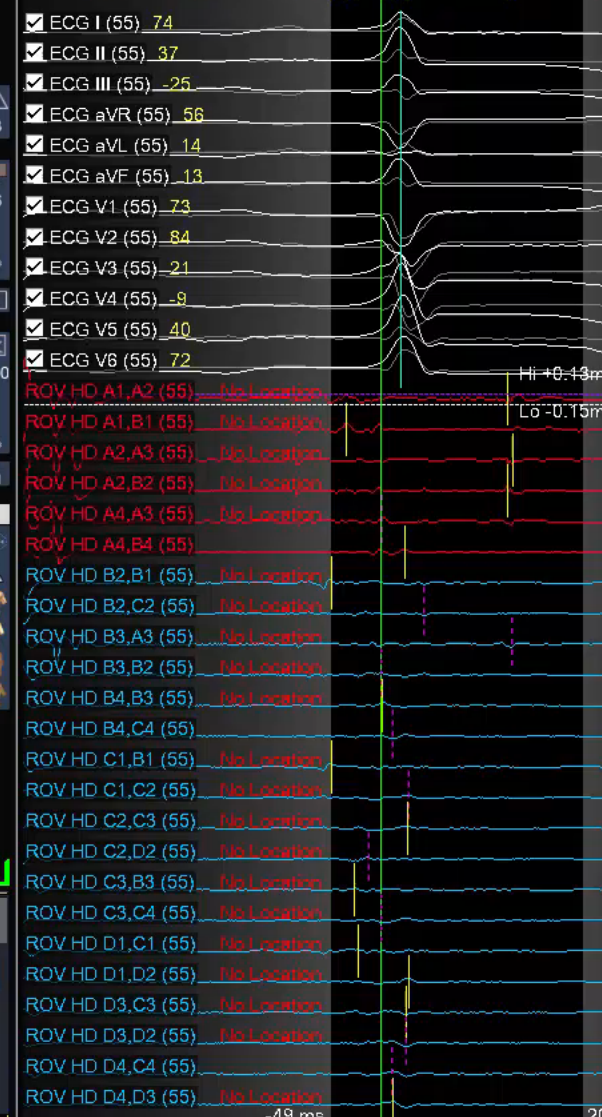 ECG I (55) 74
ECG II (55) 37
ECG III (55) -25
ECG aVR (55) 56
ECG aVL (55) 14
ECG aVF (55) 13
ECG V1 (55) 73
ECG V2 (55) 84
ECG V3 (55) 21
ECG V4 (55) -9
ECG V5 (55) 40
ECG V6 (55) 72
Hi +0.13m
ROV HD A1,A2 (55) No Location
Lo -0.15m
ROV HD A1,B1 (55) No Location
ROV HD A2,A3 (55) No Location
ROV HD A2,B2 (55) No Location
ROV HD A4,A3 (55) No Location
ROV HD A4,B4 (55) No Location
ROV HD B2,B1 (55) No Location
ROV HD B2,C2 (55) No Location
ROV HD B3,A3 (55) No Location
ROV HD B3,B2 (55) No Location
ROV HD B4,B3 (55) No Location
ROV HD B4,C4 (55)
ROV HD C1,B1 (55) No Location
ROV HD C1,C2 (55) No Location
ROV HD C2,C3 (55) No Location
ROV HD C2,D2 (55) No Location
ROV HD C3,B3 (55) No Location
ROV HD C3,C4 (55) No Location
ROV HD D1,C1 (55) No Location
ROV HD D1,D2 (55) No Location
ROV HD D3,C3 (55) No Location
ROV HD D3,D2 (55) No Location
ROV HD D4,C4 (55)
ROV HD D4,D3 (55) No Location
-49 ms